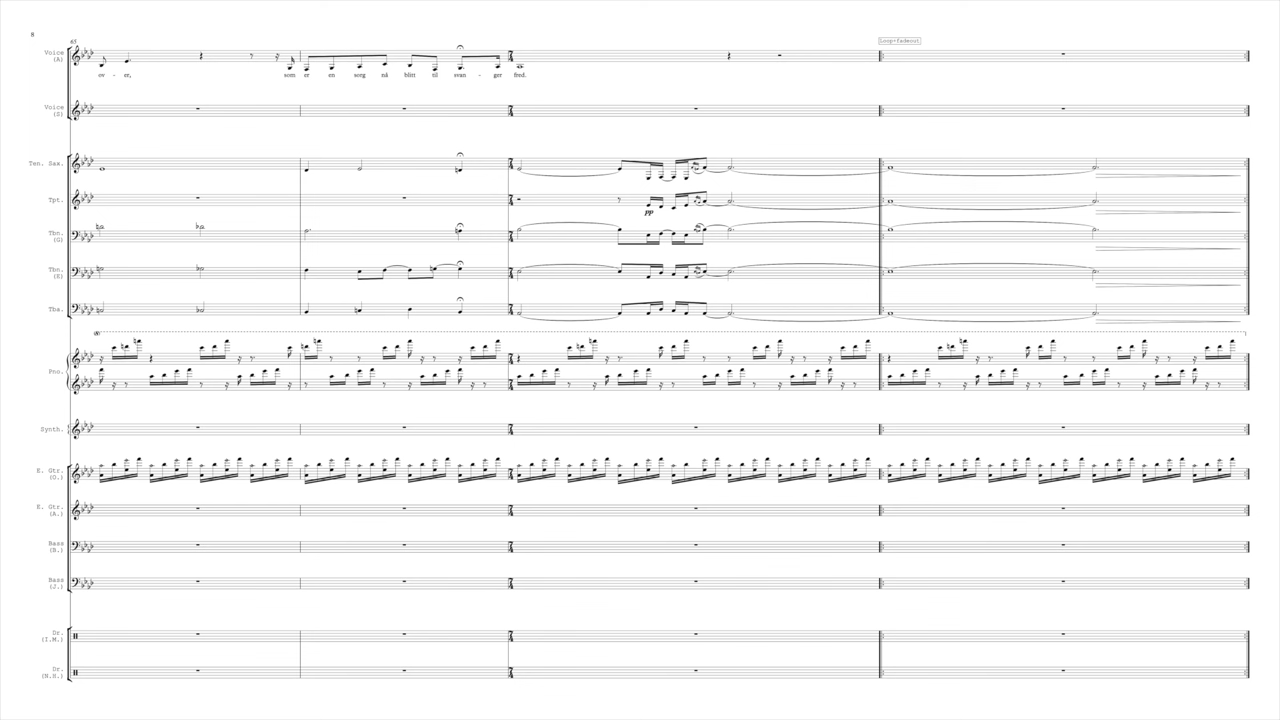 8
65
Loop+fadeout
Voice
(A)
ov - er, som er en sorg nå blitt til svan - ger fred.
Voice
(S)
Ten. Sax.
Tpt.
pp
Tbn.
(G)
Tbn.
(E)
Tba.
8
Pno.
Synth.
E. Gtr.
(O.)
E. Gtr.
(A.)
Bass
(B.)
Bass
(J.)
Dr.
(I.M.)
Dr.
(N.H.)